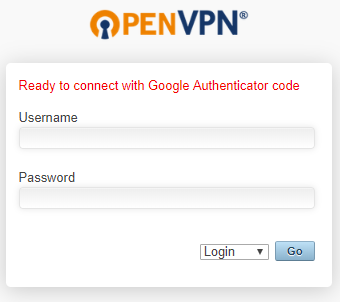 OPENVPN®
Ready to connect with Google Authenticator code
Username
Password
Login
Go